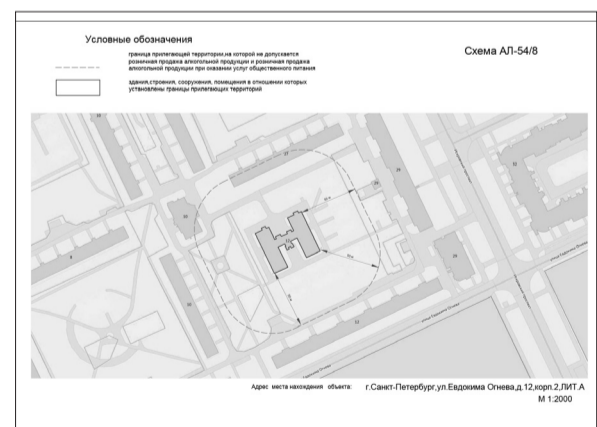 Условные обозначения
Схема АЛ-54/8
граница прилегающей территории,на которой не допускается
розничная продажа алкогольной продукции и розничная продажа
алкогольной продукции при оказании услуг общественного питания
здания,строения, сооружения, помещения в отношении которых
установлены границы прилегающих территорий
Адрес места нахождения объекта: г.Санкт-Петербург,ул.Евдокима Огнева,д.12,корп.2,ЛИТ.А
М 1:2000